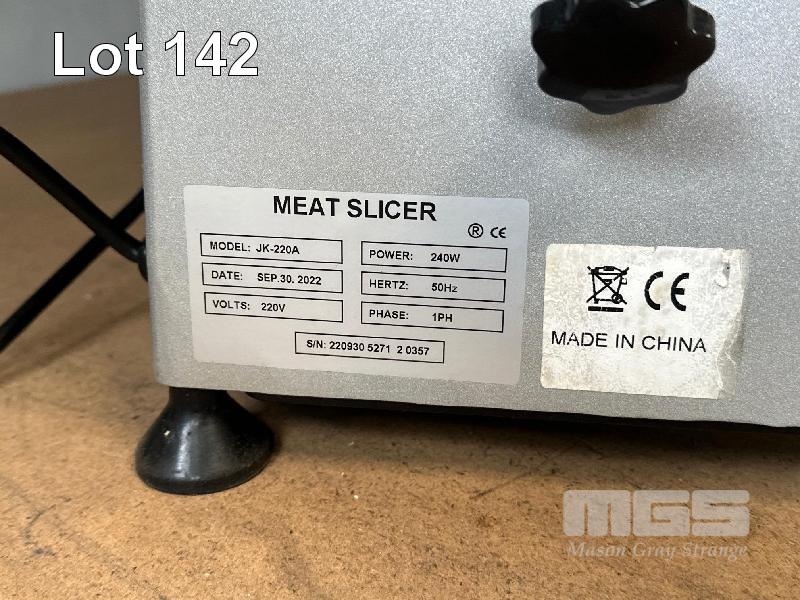 Lot 142
MEAT SLICER
® CE
MODEL: JK-220A
POWER: 240W
DATE: SEP.30. 2022
HERTZ: 50Hz
VOLTS: 220V
PHASE: 1PH
S/N: 220930 5271 2 0357
CE
MADE IN CHINA
MGS
Mason Gray Strange